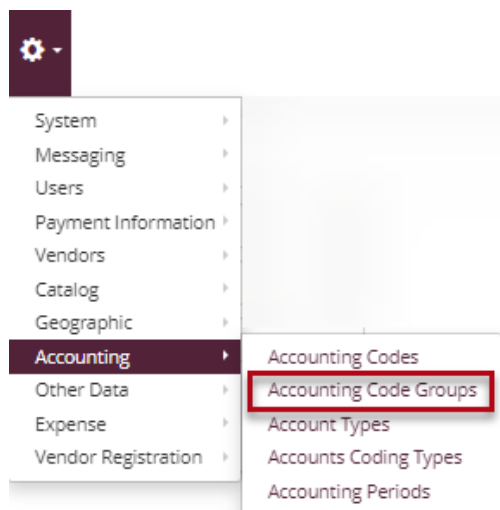 System
Messaging
Users
Payment Information
Vendors
Catalog
Geographic
Accounting
Other Data
Expense
Vendor Registration
Accounting Codes
Accounting Code Groups
Account Types
Accounts Coding Types
Accounting Periods